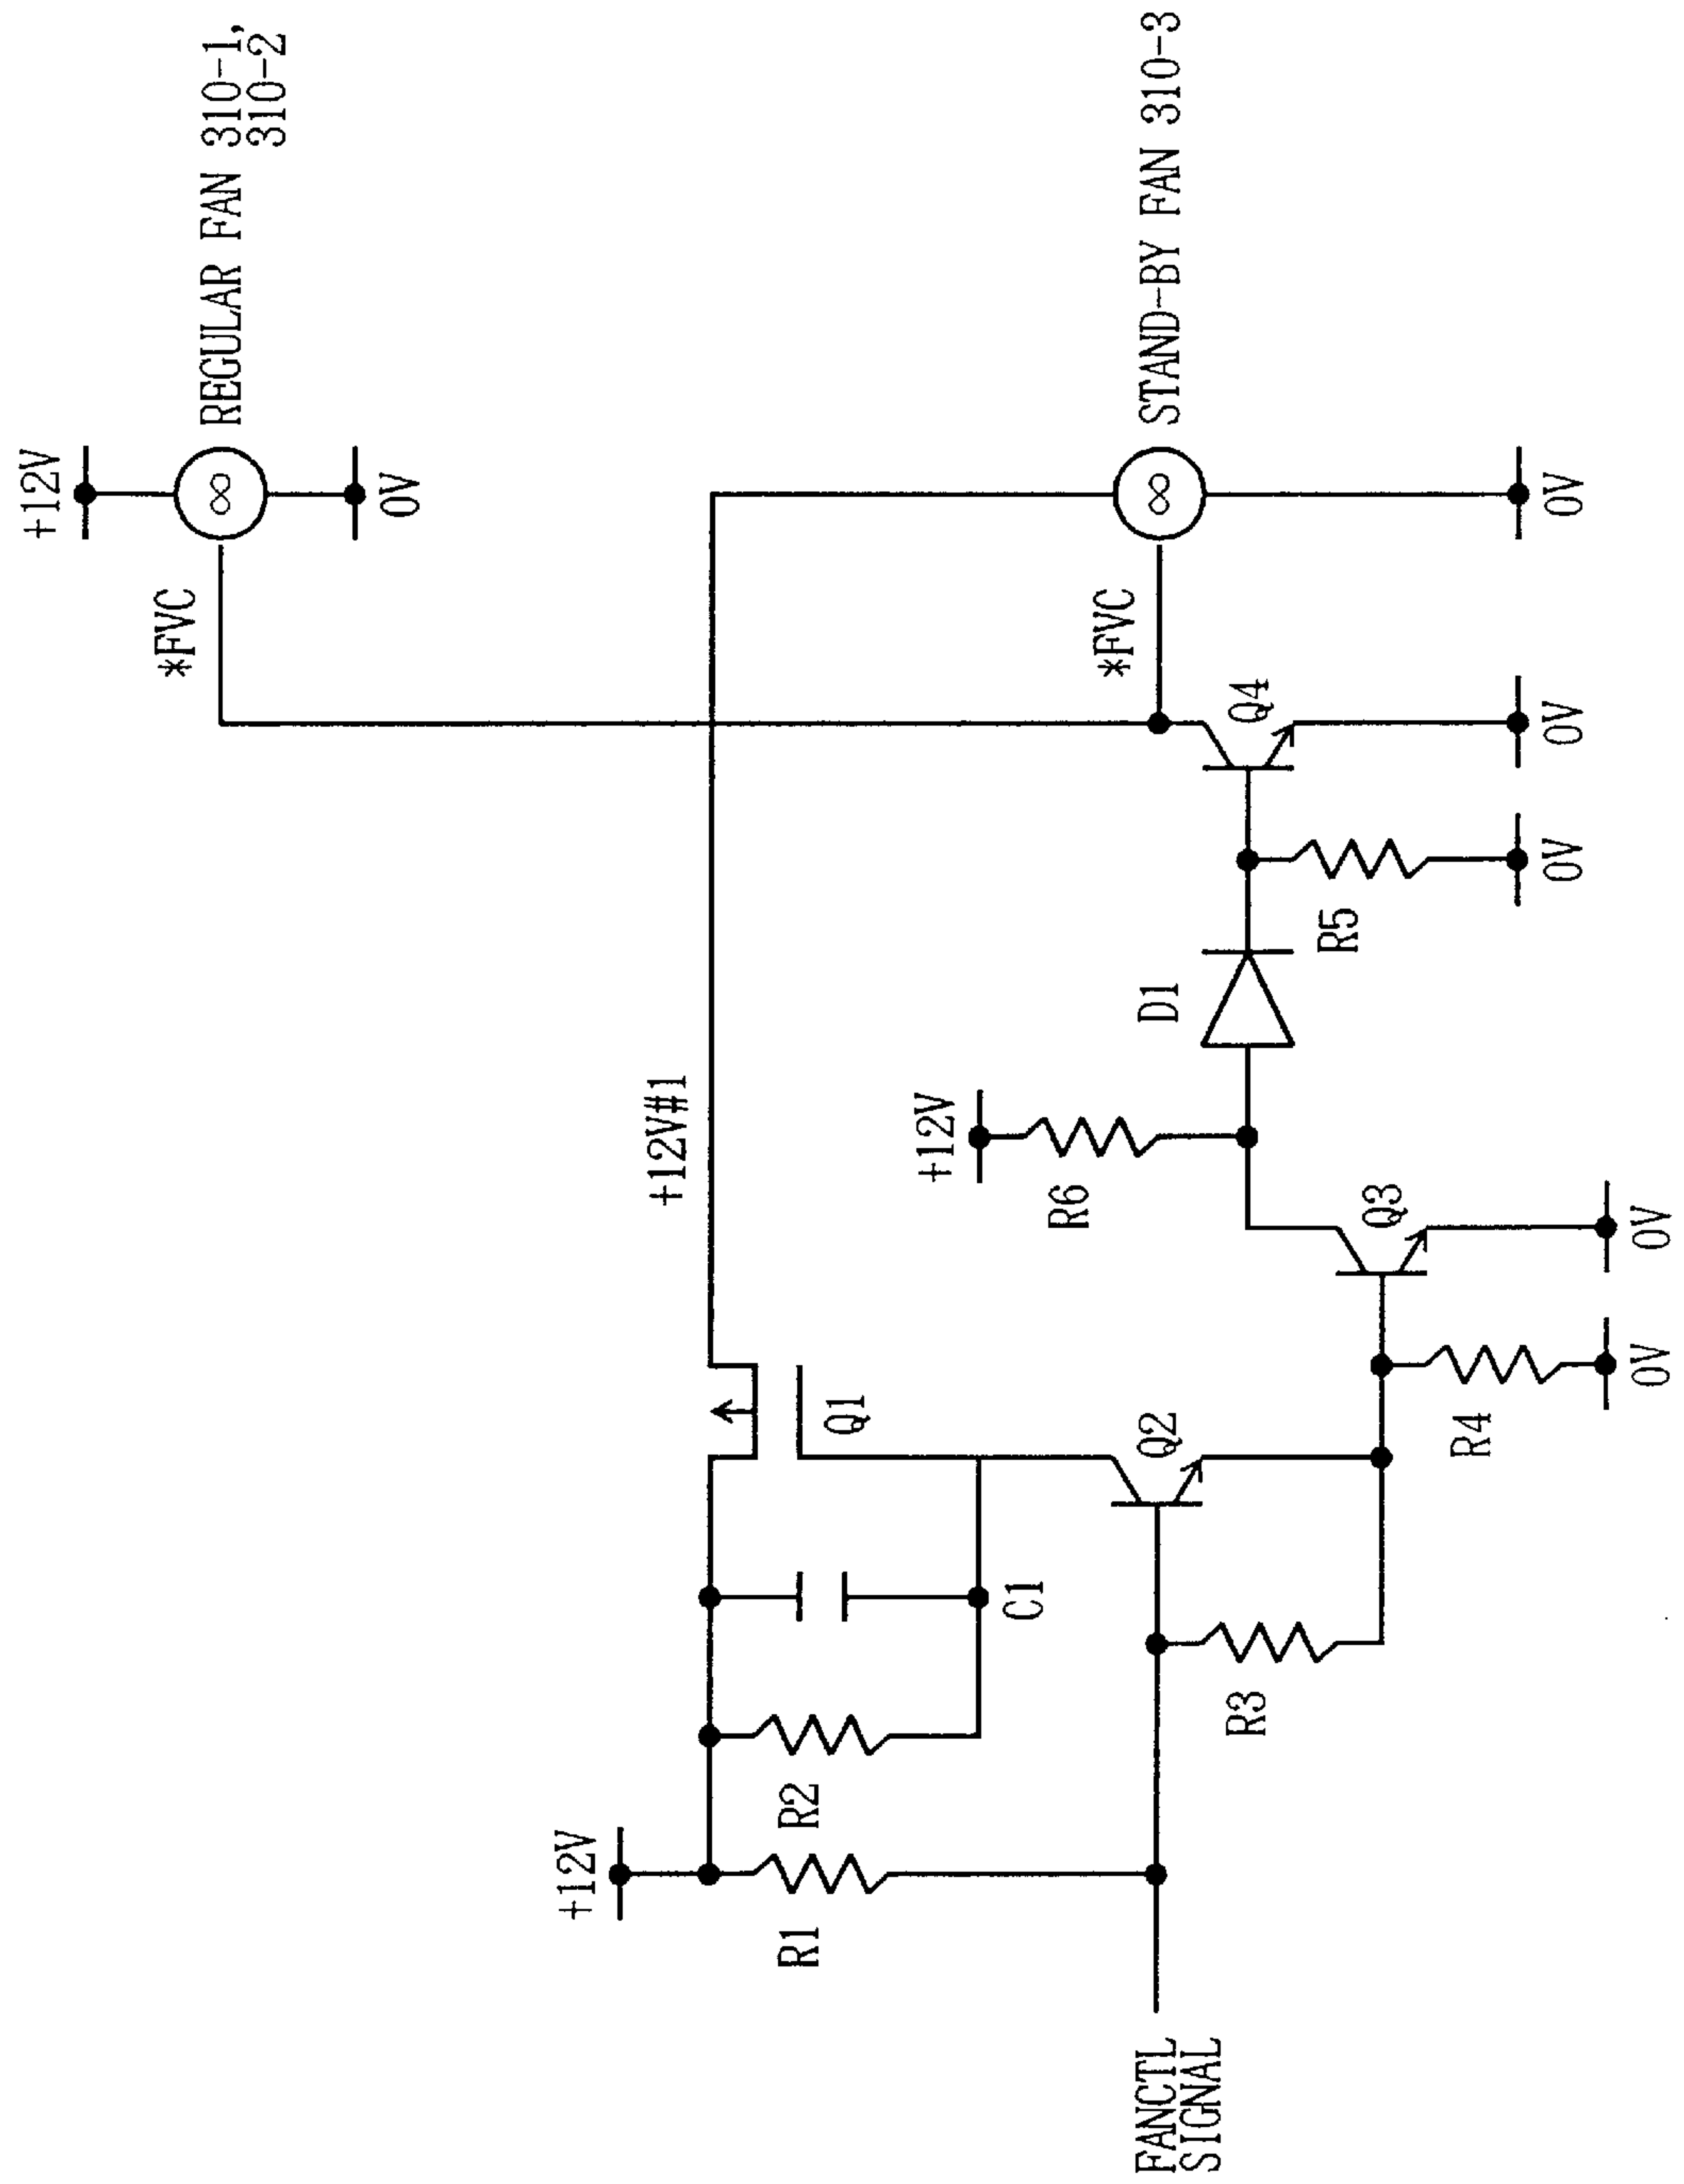 +12V
REGULAR FAN 310-1,
310-2
*FVC
0V
+12V#1
STAND-BY FAN 310-3
*FVC
+12V
R1
R2
C1
Q1
+12V
R6
D1
Q4
R5
0V
0V
0V
FANCTL
SIGNAL
R3
Q2
R4
Q3
0V
0V